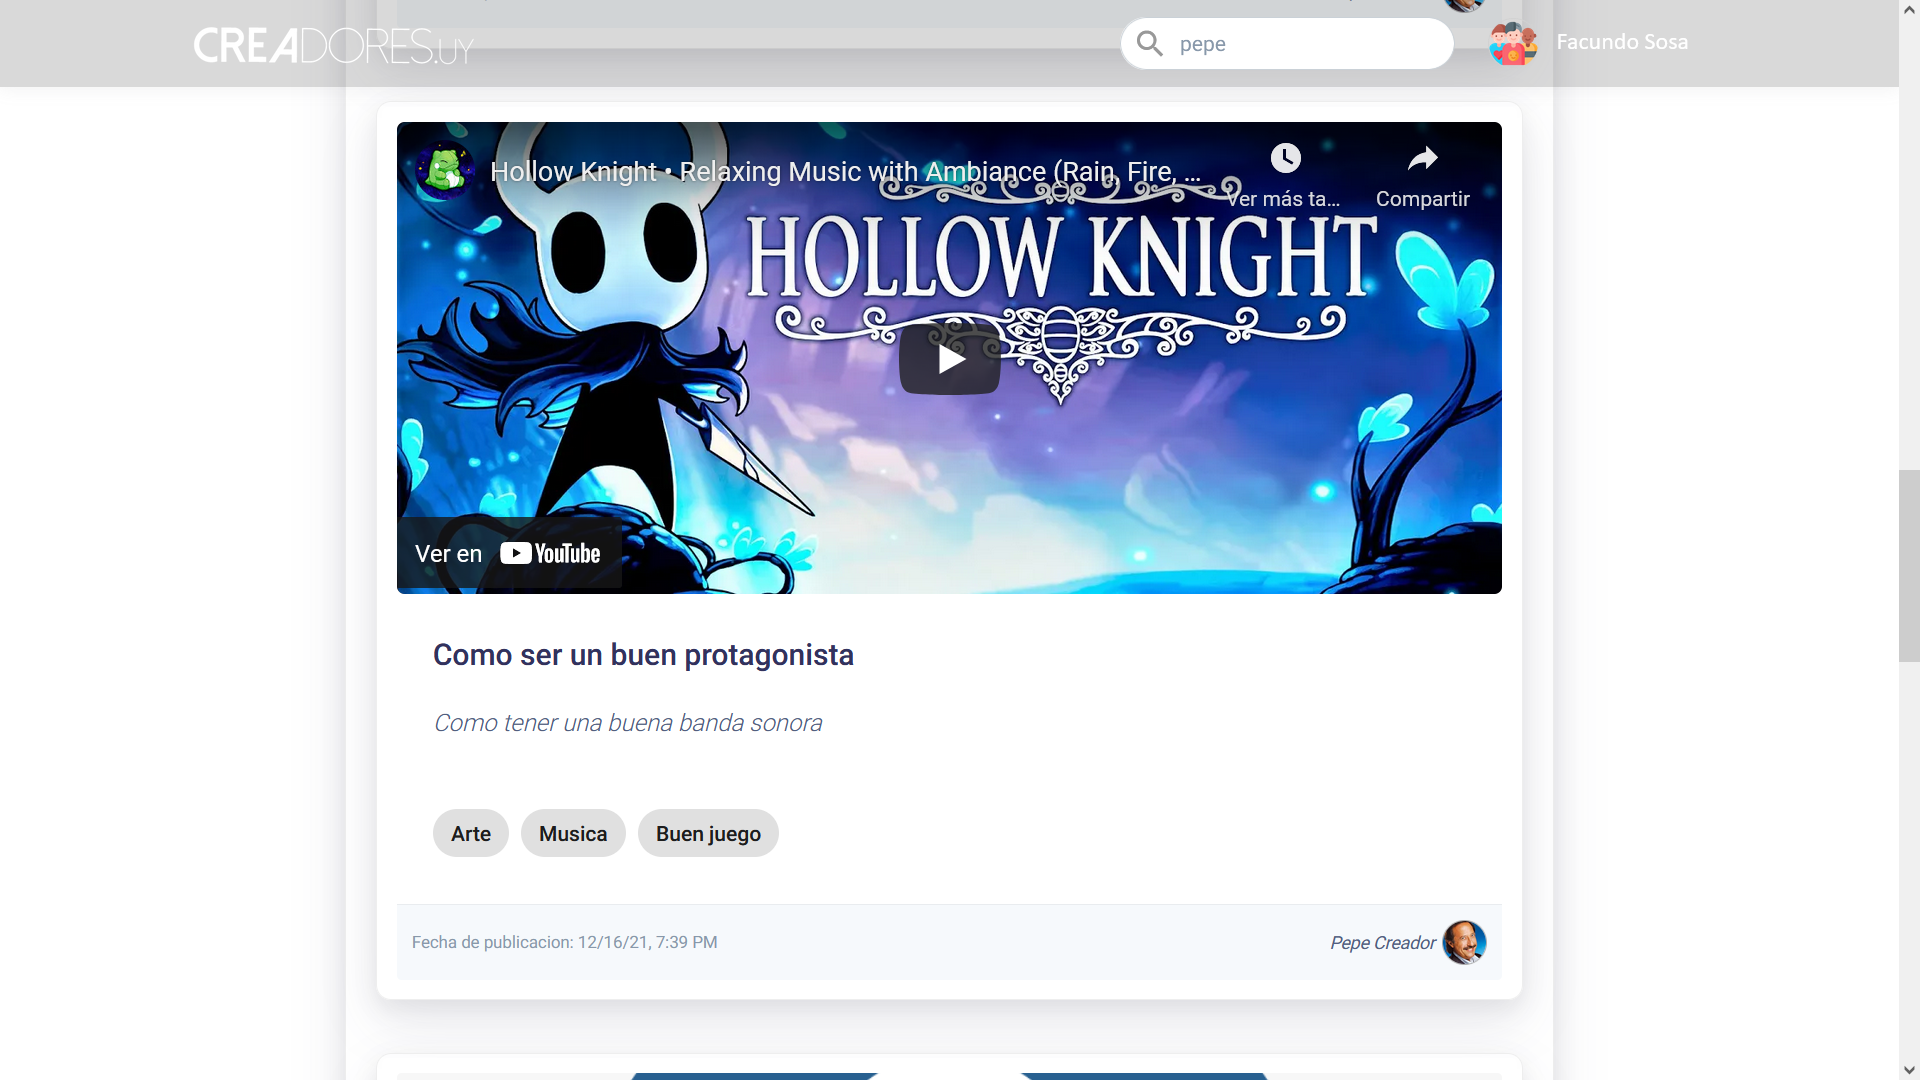 CREADORES.UY
pepe
Facundo Sosa
Hollow Knight • Relaxing Music with Ambiance (Rain, Fire, ...
Ver más ta...
Compartir
HOLLOW KNIGHT
Ver en YouTube
Como ser un buen protagonista
Como tener una buena banda sonora
Arte
Musica
Buen juego
Fecha de publicacion: 12/16/21, 7:39 PM
Pepe Creador